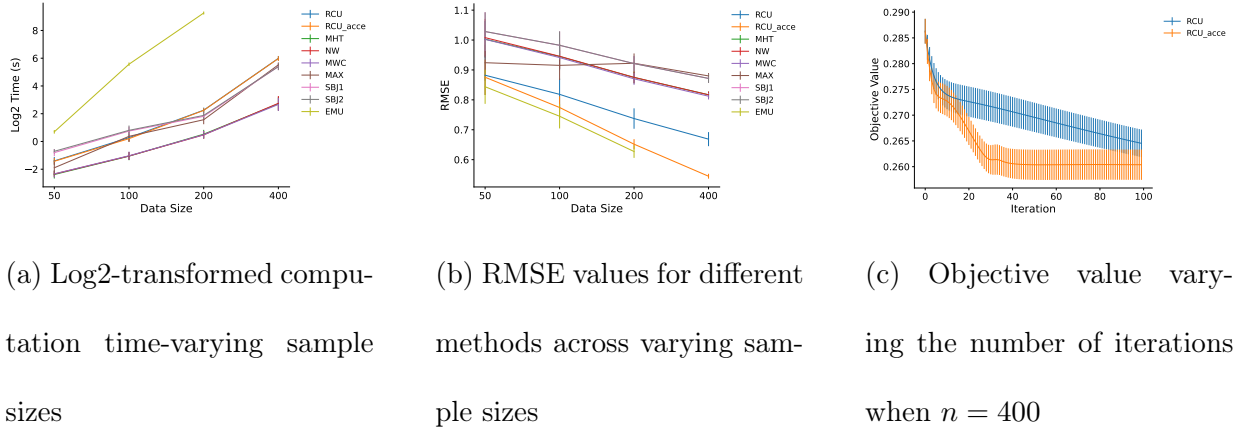 8
6
4
2
0
−2
50
100
200
400
Log2 Time (s)
Data Size
RCU
RCU_acce
MHT
NW
MWC
MAX
SBJ1
SBJ2
EMU
1.1
1.0
0.9
0.8
0.7
0.6
50
100
200
400
RMSE
Data Size
RCU
RCU_acce
MHT
NW
MWC
MAX
SBJ1
SBJ2
EMU
0.290
0.285
0.280
0.275
0.270
0.265
0.260
0
20
40
60
80
100
Objective Value
Iteration
RCU
RCU_acce
(a) Log2-transformed compu-
tation time-varying sample
sizes
(b) RMSE values for different
methods across varying sam-
ple sizes
(c) Objective value vary-
ing the number of iterations
when n = 400